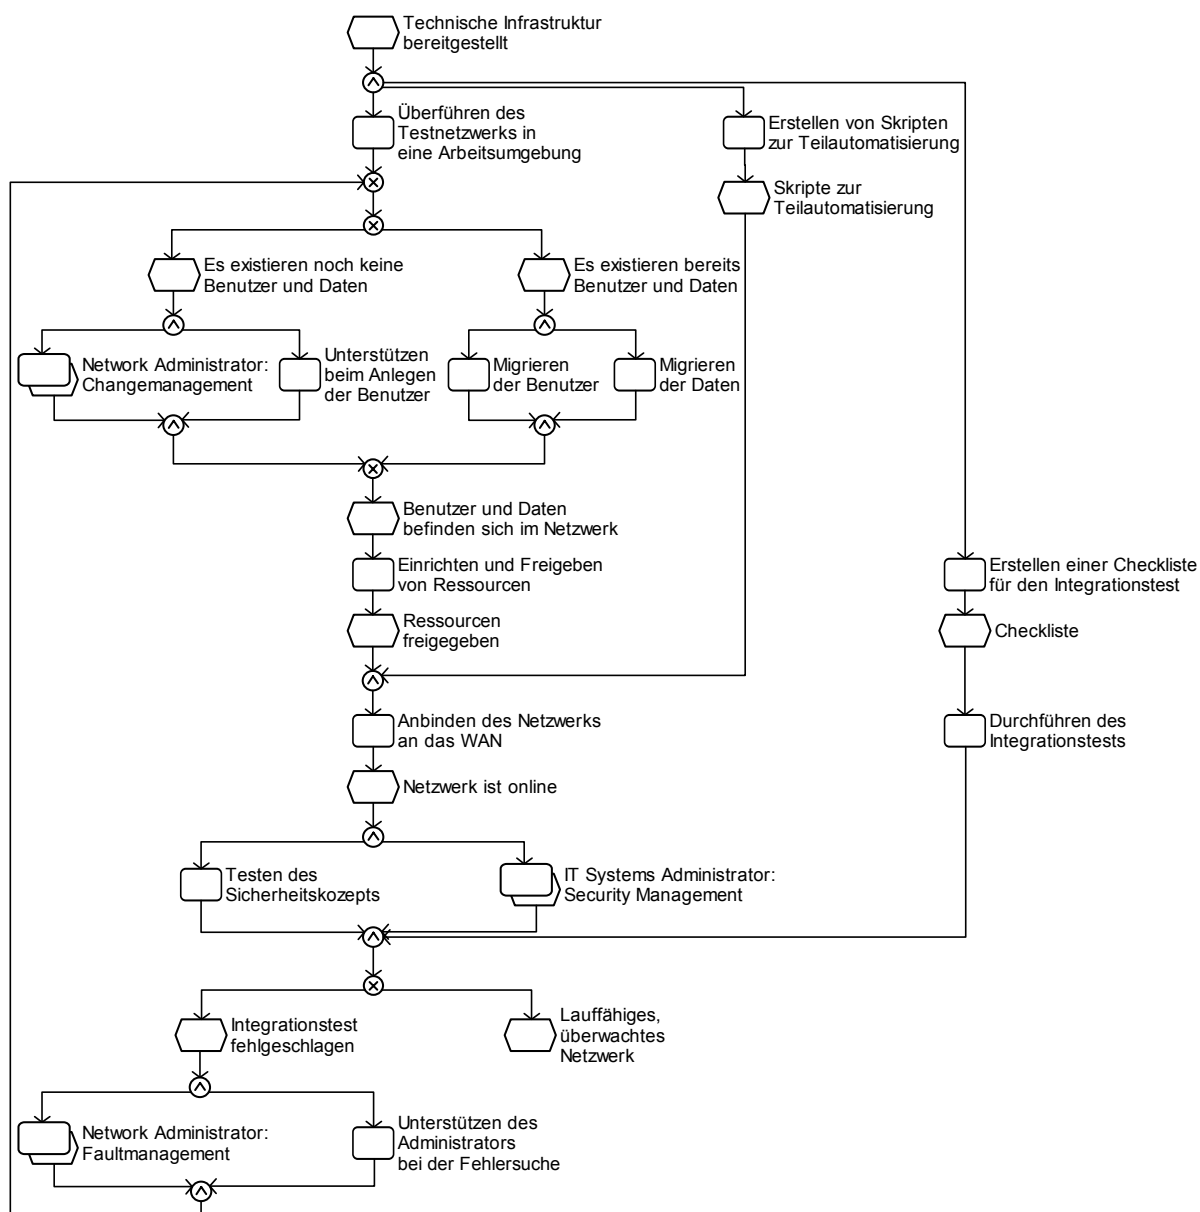 Technische Infrastruktur
bereitgestellt
Überführen des
Testnetzwerks in
eine Arbeitsumgebung
Erstellen von Skripten
zur Teilautomatisierung
Skripte zur
Teilautomatisierung
Es existieren noch keine
Benutzer und Daten
Es existieren bereits
Benutzer und Daten
Network Administrator:
Changemanagement
Unterstützen
beim Anlegen
der Benutzer
Migrieren
der Benutzer
Migrieren
der Daten
Benutzer und Daten
befinden sich im Netzwerk
Einrichten und Freigeben
von Ressourcen
Erstellen einer Checkliste
für den Integrationstest
Ressourcen
freigegeben
Checkliste
Anbinden des Netzwerks
an das WAN
Durchführen des
Integrationstests
Netzwerk ist online
Testen des
Sicherheitskozepts
IT Systems Administrator:
Security Management
Integrationstest
fehlgeschlagen
Lauffähiges,
überwachtes
Netzwerk
Network Administrator:
Faultmanagement
Unterstützen des
Administrators
bei der Fehlersuche